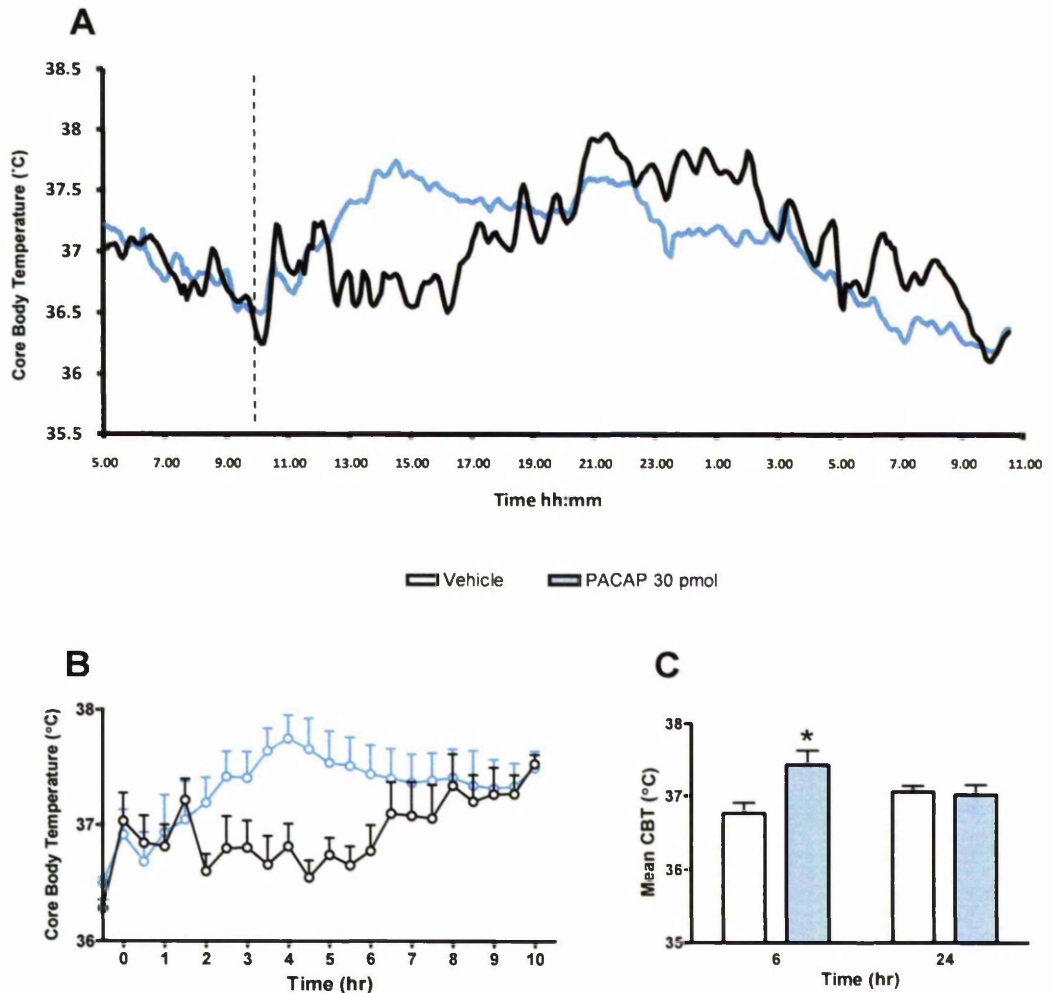 A
Core Body Temperature (˚C)
38.5
38
37.5
37
36.5
36
35.5
5.00 7.00 9.00 11.00 13.00 15.00 17.00 19.00 21.00 23.00 1.00 3.00 5.00 7.00 9.00 11.00
Time hh:mm
Vehicle PACAP 30 pmol
B
Core Body Temperature (°C)
38
37
36
0 1 2 3 4 5 6 7 8 9 10
Time (hr)
C
Mean CBT (°C)
38
37
36
35
*
6 24
Time (hr)